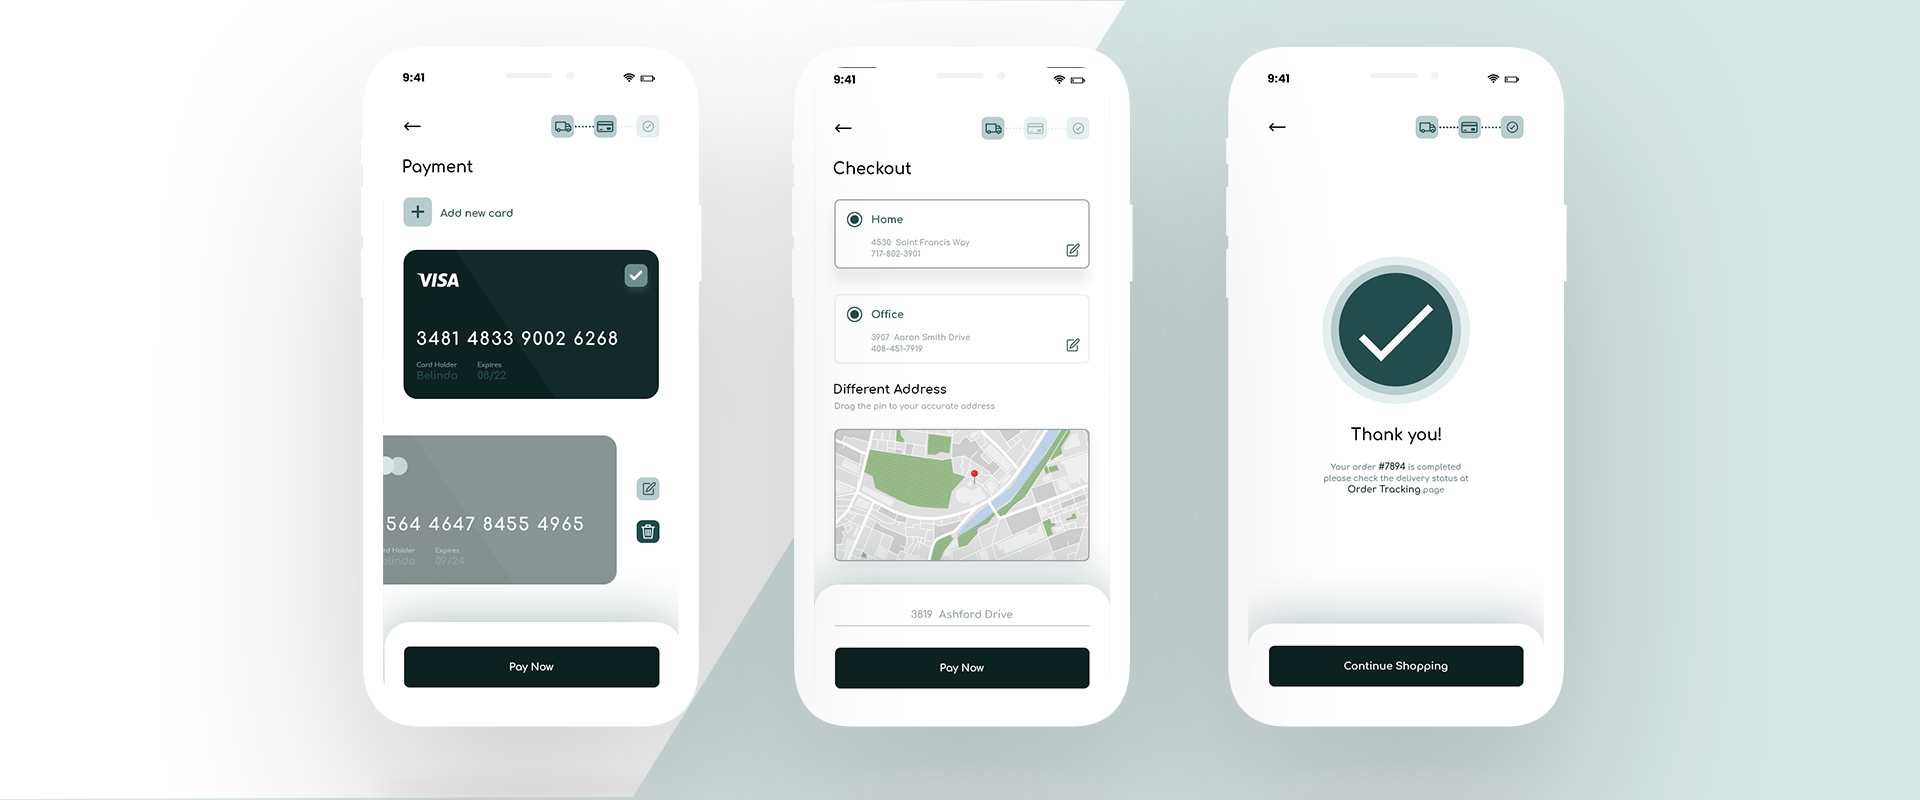 9:41
Payment
Add new card
VISA
3481 4833 9002 6268
Card Holder Expires
Belinda 08/22
564 4647 8455 4965
rd Holder Expires
elinda 09/24
Pay Now
9:41
Checkout
Home
4530 Saint Francis Way
717-802-3901
Office
3907 Aaron Smith Drive
408-451-7919
Different Address
Drag the pin to your accurate address
3819 Ashford Drive
Pay Now
9:41
Thank you!
Your order #7894 is completed
please check the delivery status at
Order Tracking page
Continue Shopping